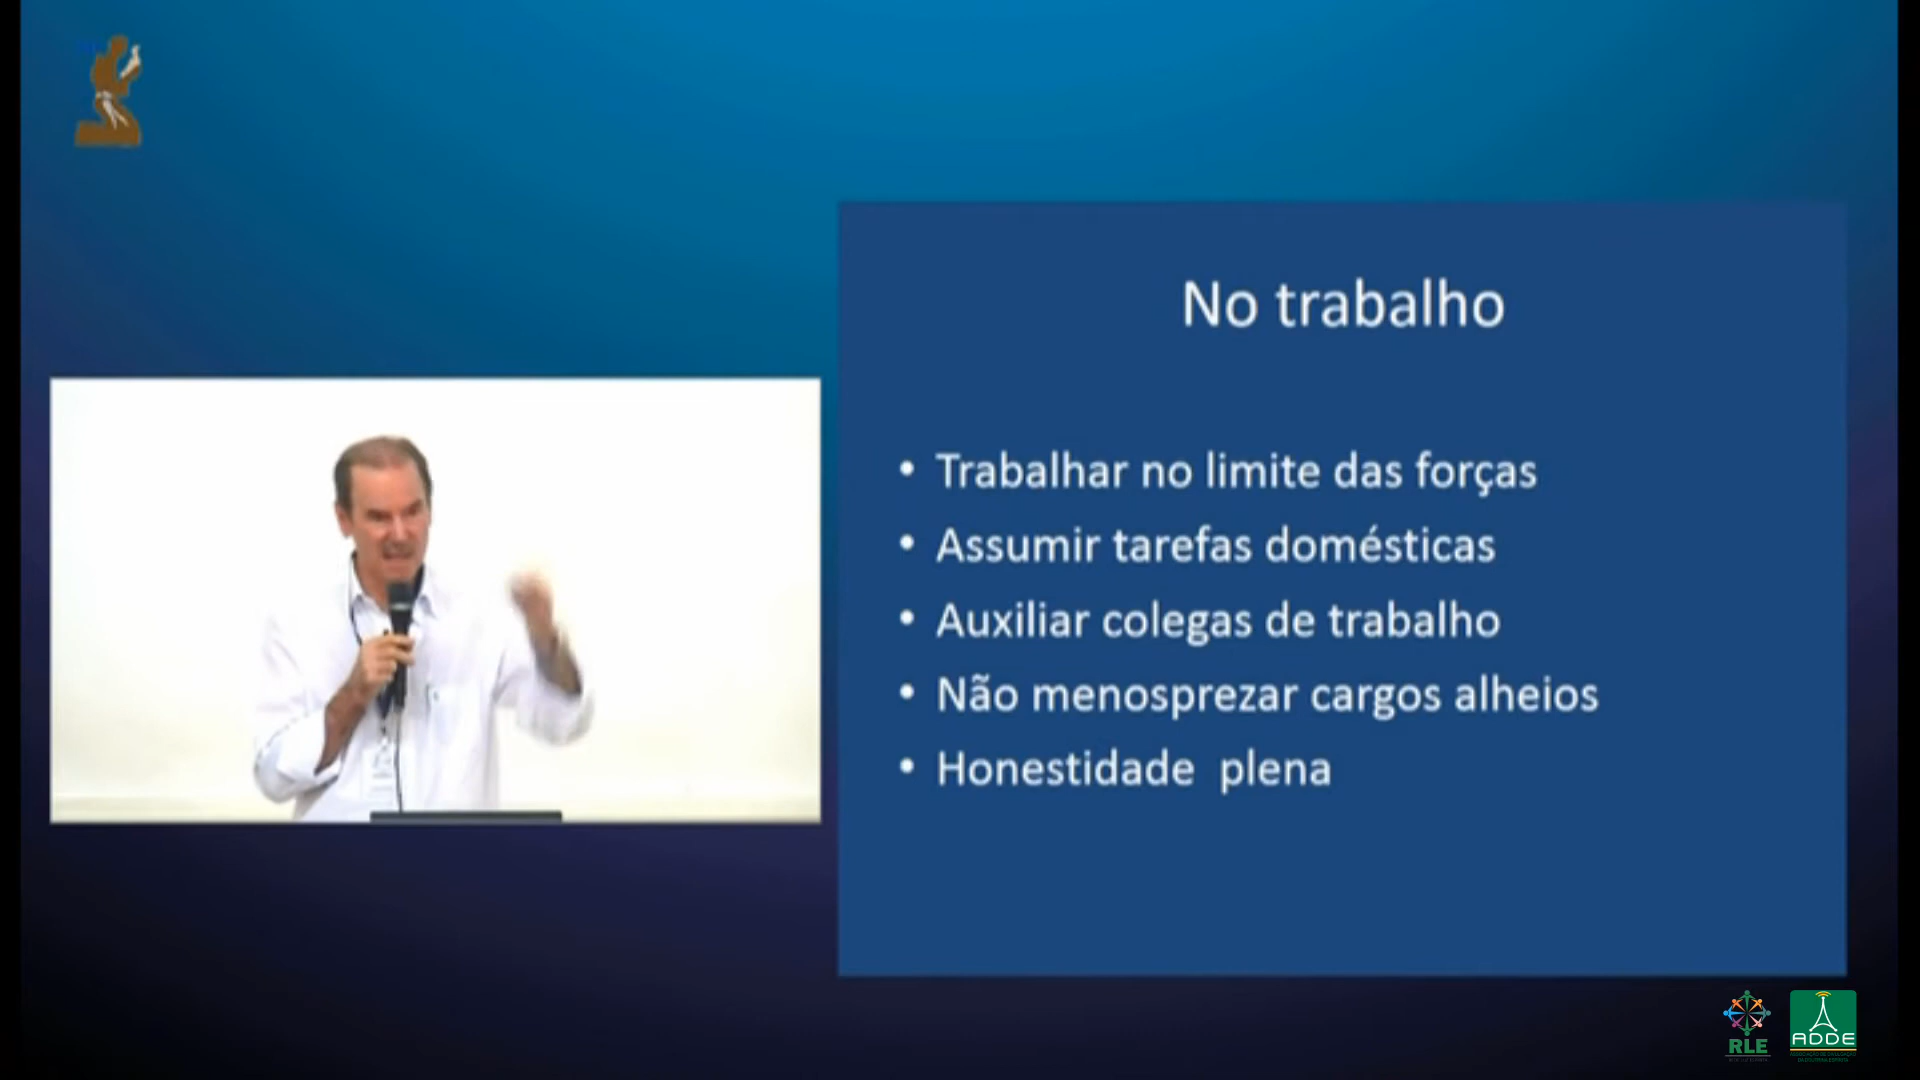 No trabalho
• Trabalhar no limite das forças
• Assumir tarefas domésticas
• Auxiliar colegas de trabalho
• Não menosprezar cargos alheios
• Honestidade  plena
RLE
ADDE